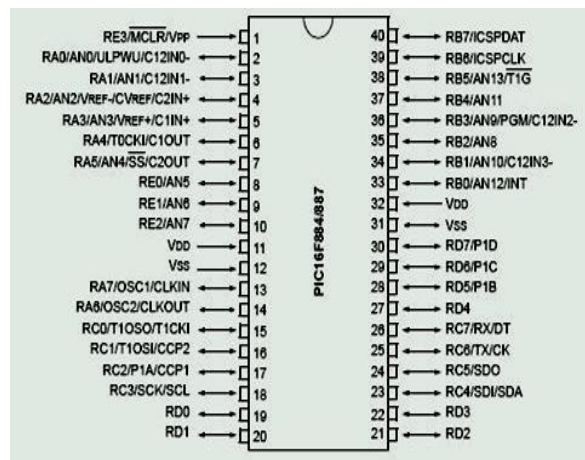 RE3/MCLR/VPP 1
RA0/AN0/ULPWU/C12IN0- 2
RA1/AN1/C12IN1- 3
RA2/AN2/VREF-/CVREF/C2IN+ 4
RA3/AN3/VREF+/C1IN+ 5
RA4/T0CKI/C1OUT 6
RA5/AN4/SS/C2OUT 7
RE0/AN5 8
RE1/AN6 9
RE2/AN7 10
VDD 11
VSS 12
RA7/OSC1/CLKIN 13
RA6/OSC2/CLKOUT 14
RC0/T1OSO/T1CKI 15
RC1/T1OSI/CCP2 16
RC2/P1A/CCP1 17
RC3/SCK/SCL 18
RD0 19
RD1 20
PIC16F884/887
40 RB7/ICSPDAT
39 RB6/ICSPCLK
38 RB5/AN13/T1G
37 RB4/AN11
36 RB3/AN9/PGM/C12IN2-
35 RB2/AN8
34 RB1/AN10/C12IN3-
33 RB0/AN12/INT
32 VDD
31 VSS
30 RD7/P1D
29 RD6/P1C
28 RD5/P1B
27 RD4
26 RC7/RX/DT
25 RC6/TX/CK
24 RC5/SDO
23 RC4/SDI/SDA
22 RD3
21 RD2